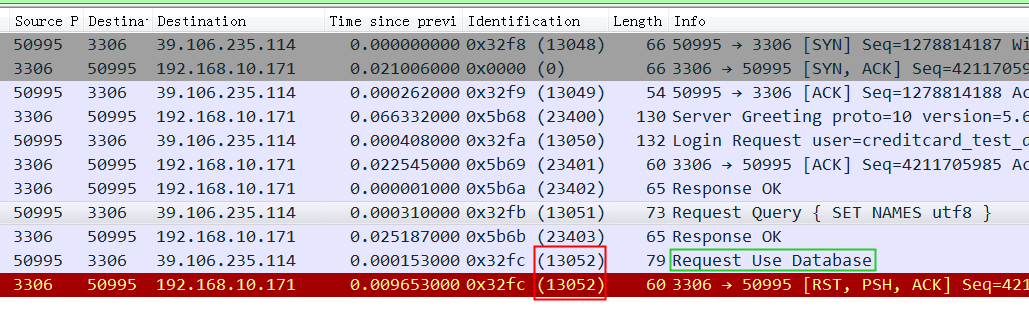 Source P Destina Destination Time since previ Identification Length Info
50995 3306 39.106.235.114 0.000000000 0x32f8 (13048) 66 50995 → 3306 [SYN] Seq=1278814187 Wi
3306 50995 192.168.10.171 0.021006000 0x0000 (0) 66 3306 → 50995 [SYN, ACK] Seq=42117059
50995 3306 39.106.235.114 0.000262000 0x32f9 (13049) 54 50995 → 3306 [ACK] Seq=1278814188 Ac
3306 50995 192.168.10.171 0.066332000 0x5b68 (23400) 130 Server Greeting proto=10 version=5.6
50995 3306 39.106.235.114 0.000408000 0x32fa (13050) 132 Login Request user=creditcard_test_d
3306 50995 192.168.10.171 0.022545000 0x5b69 (23401) 60 3306 → 50995 [ACK] Seq=4211705985 Ac
3306 50995 192.168.10.171 0.000001000 0x5b6a (23402) 65 Response OK
50995 3306 39.106.235.114 0.000310000 0x32fb (13051) 73 Request Query { SET NAMES utf8 }
3306 50995 192.168.10.171 0.025187000 0x5b6b (23403) 65 Response OK
50995 3306 39.106.235.114 0.000153000 0x32fc (13052) 79 Request Use Database
3306 50995 192.168.10.171 0.009653000 0x32fc (13052) 60 3306 → 50995 [RST, PSH, ACK] Seq=42